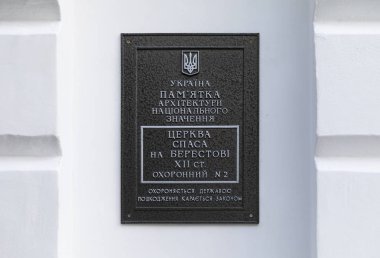 УКРАЇНА
ПАМ'ЯТКА
АРХІТЕКТУРИ
НАЦІОНАЛЬНОГО
ЗНАЧЕННЯ
ЦЕРКВА
СПАСА
НА БЕРЕСТОВІ
XII СТ.
ОХОРОННИЙ N 2
ОХОРОНЯЄТЬСЯ ДЕРЖАВОЮ
ПОШКОДЖЕННЯ КАРАЄТЬСЯ ЗАКОНОМ